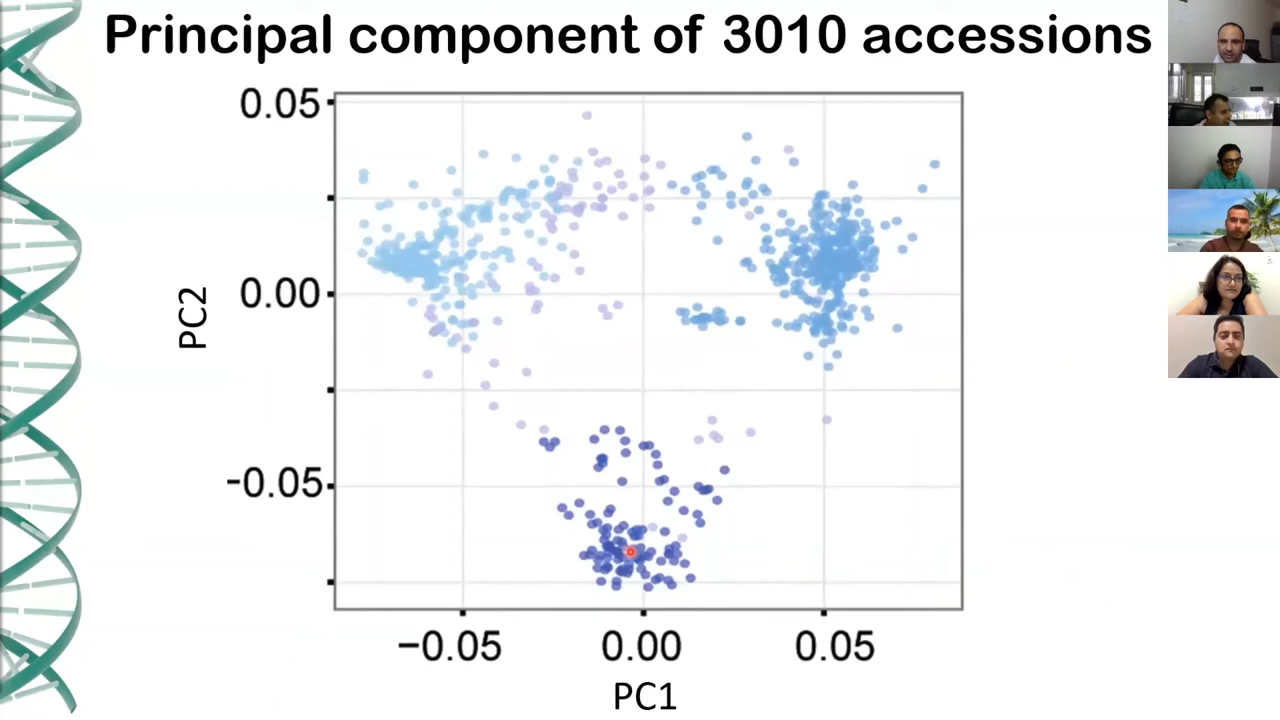 Principal component of 3010 accessions
0.05
0.00
−0.05
PC2
−0.05 0.00 0.05
PC1